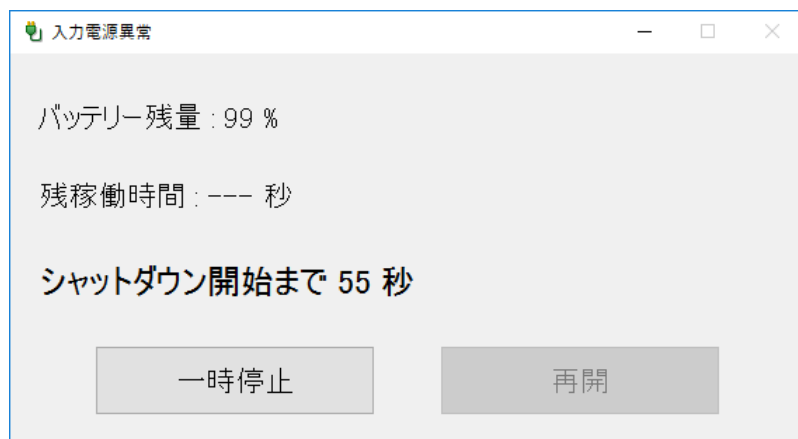 入力電源異常
バッテリー残量 : 99 %
残稼働時間 : --- 秒
シャットダウン開始まで 55 秒
一時停止
再開